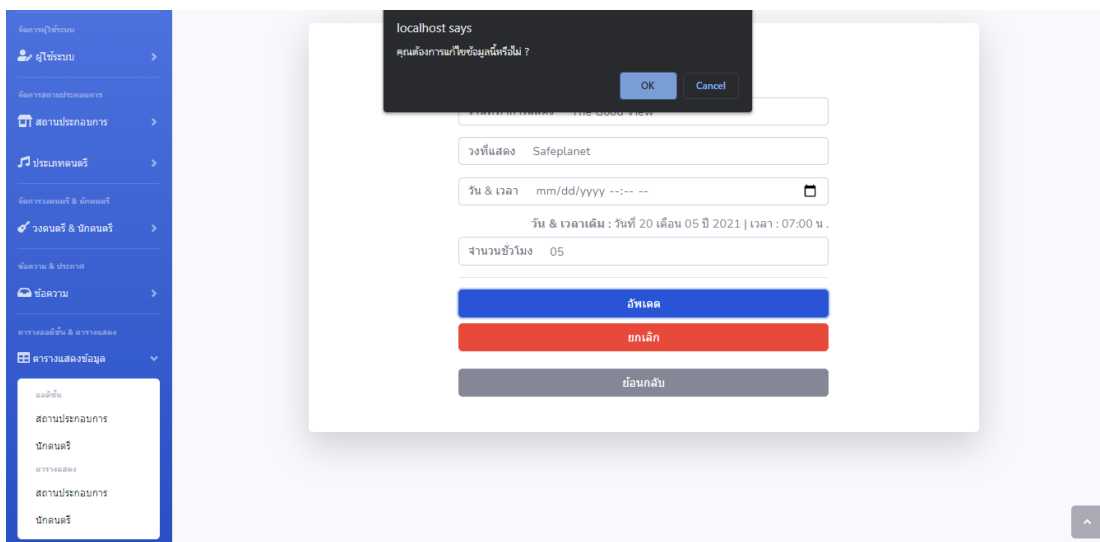 จัดการผู้ใช้ระบบ
ผู้ใช้ระบบ
จัดการสถานประกอบการ
สถานประกอบการ
ประเภทดนตรี
จัดการวงดนตรี & นักดนตรี
วงดนตรี & นักดนตรี
ข้อความ & ประกาศ
ข้อความ
ตารางออดิชั่น & ตารางแสดง
ตารางแสดงข้อมูล
ออดิชั่น
สถานประกอบการ
นักดนตรี
ตารางแสดง
สถานประกอบการ
นักดนตรี
localhost says
คุณต้องการแก้ไขข้อมูลนี้หรือไม่ ?
OK Cancel
The Good View
วงที่แสดง Safeplanet
วัน & เวลา mm/dd/yyyy --:-- --
วัน & เวลาเดิม : วันที่ 20 เดือน 05 ปี 2021 | เวลา : 07:00 น .
จำนวนชั่วโมง 05
อัพเดต
ยกเลิก
ย้อนกลับ